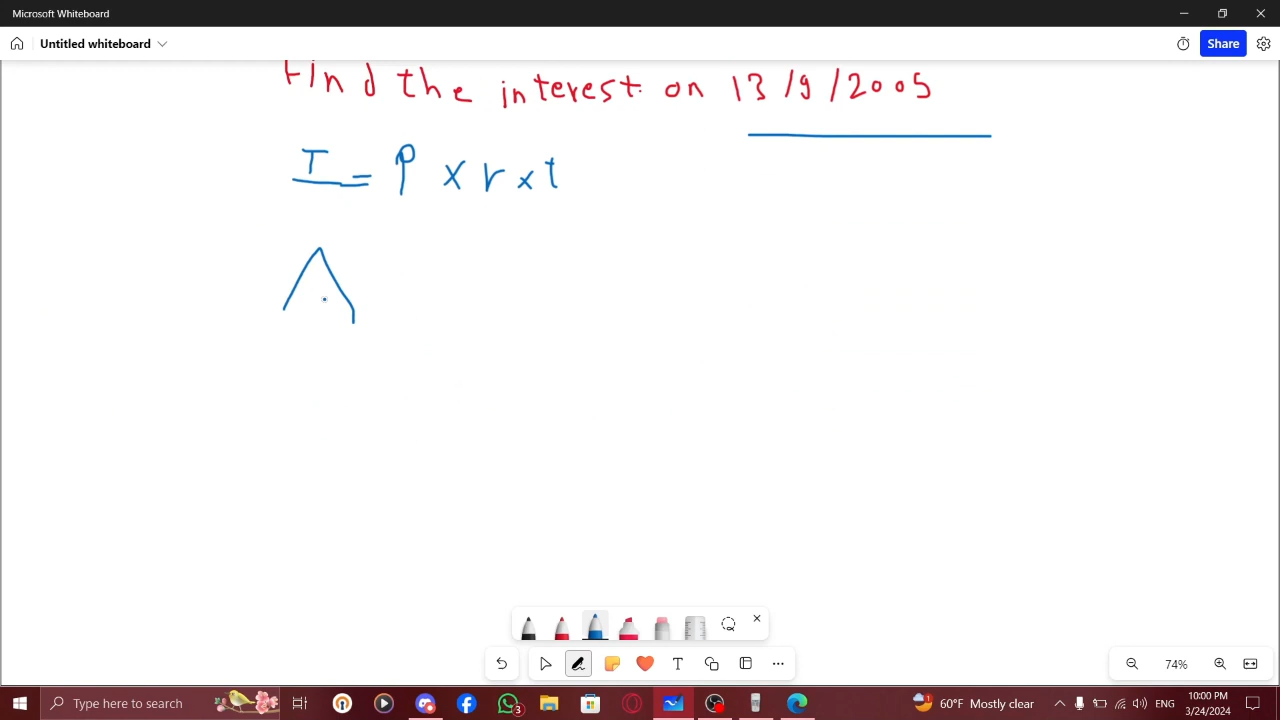 Microsoft Whiteboard
Untitled whiteboard
Share
Find the interest on 13/9/2005
I = P x r x t
74%
Type here to search
3
60°F Mostly clear
ENG
10:00 PM
3/24/2024